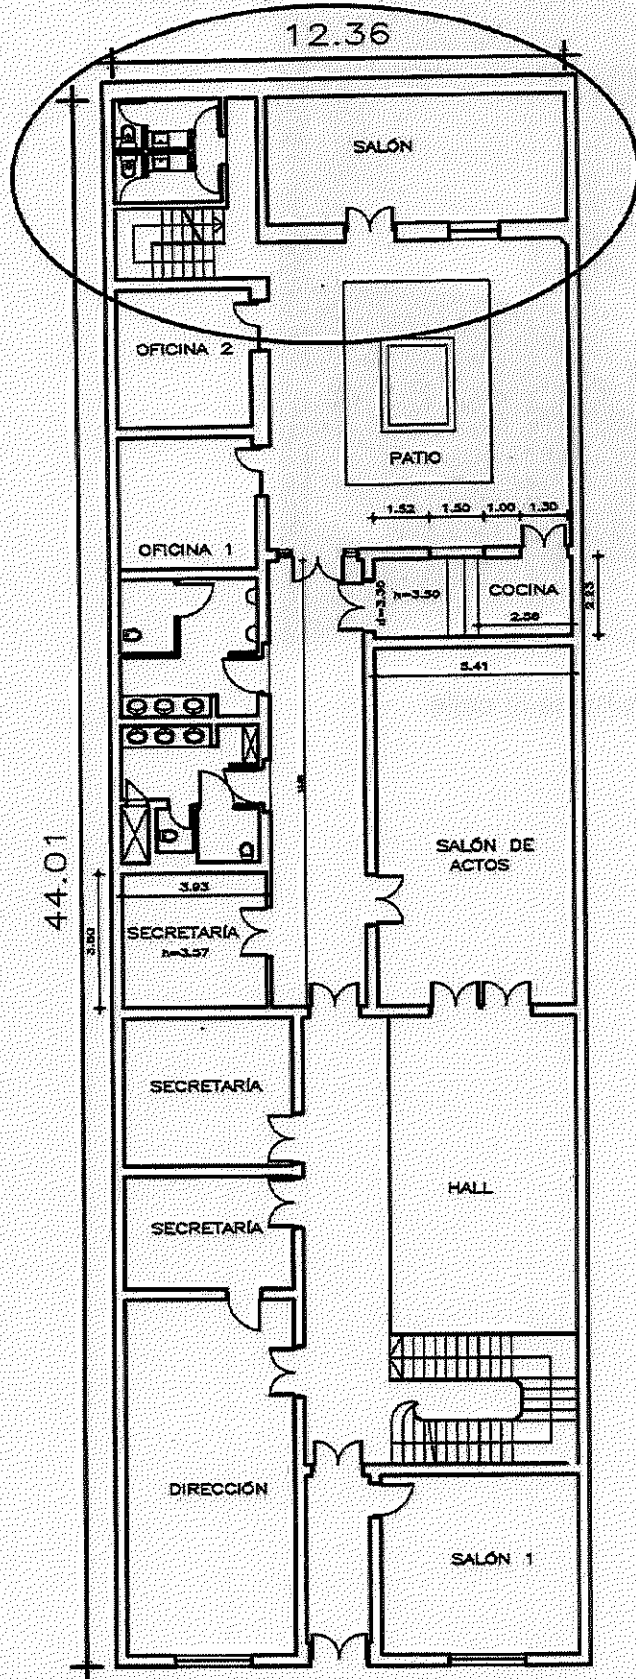 12.36
SALÓN
OFICINA 2
PATIO
1.52 1.50 1.00 1.30
OFICINA 1
COCINA
h=3.50
2.58
2.23
5.41
44.01
SALÓN DE
ACTOS
3.93
SECRETARÍA
h=3.57
SECRETARÍA
HALL
SECRETARÍA
DIRECCIÓN
SALÓN 1